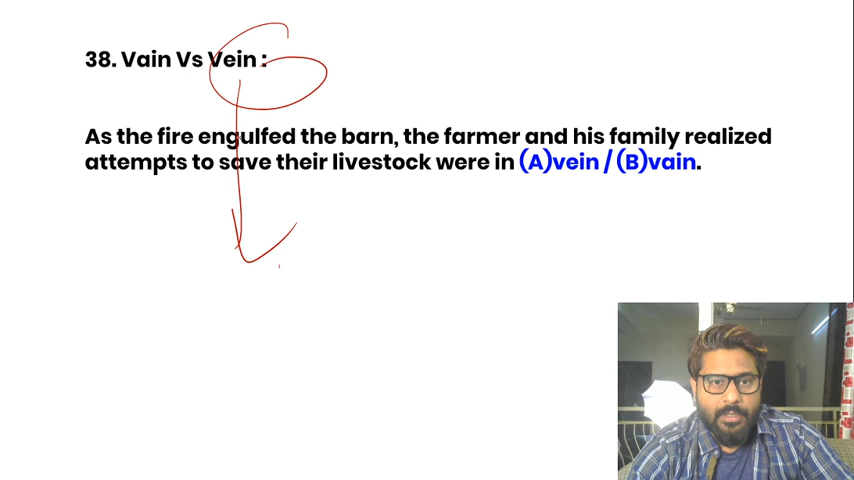 38. Vain Vs Vein :
As the fire engulfed the barn, the farmer and his family realized
attempts to save their livestock were in (A)vein / (B)vain.